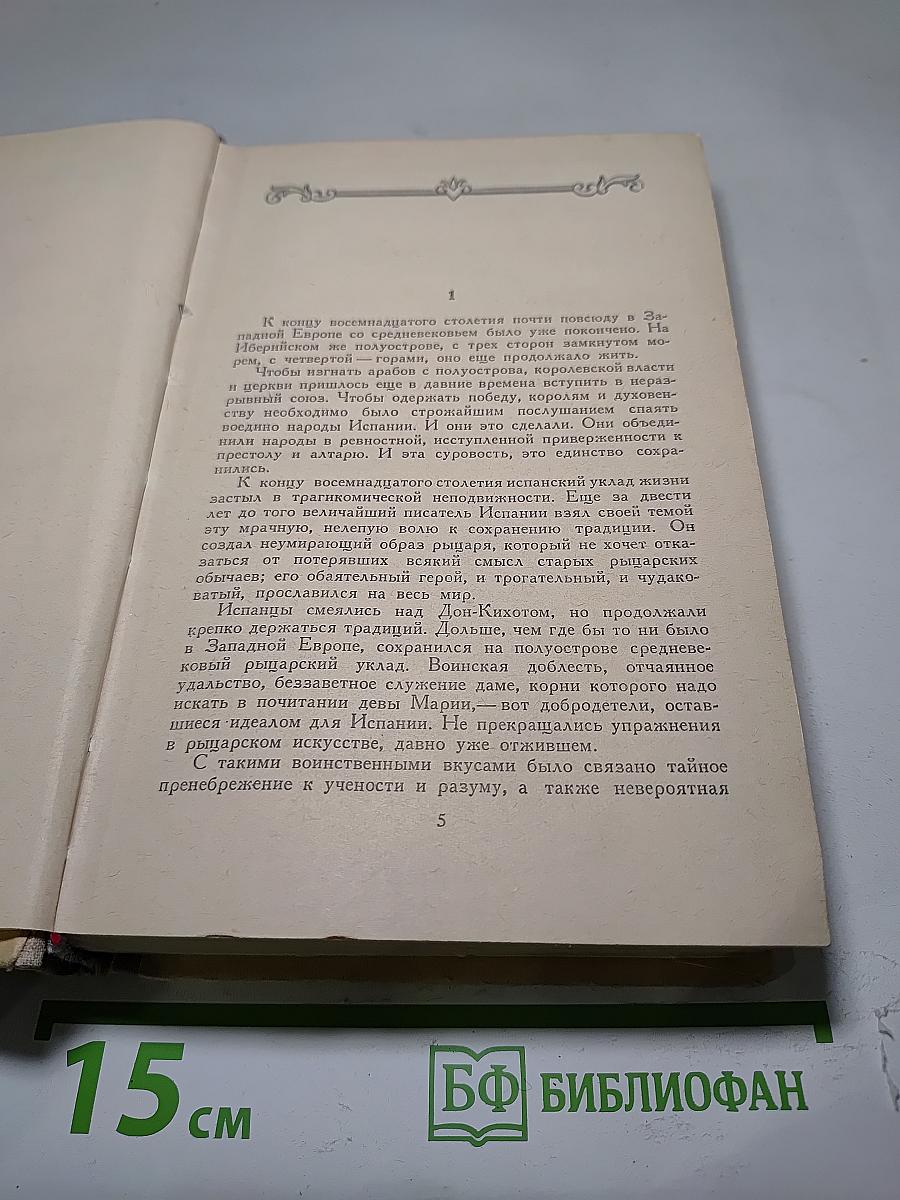 1
К концу восемнадцатого столетия почти повсюду в За-
падной Европе со средневековьем было уже покончено. На
Иберийском же полуострове, с трех сторон замкнутом мо-
рем, с четвертой — горами, оно еще продолжало жить.
Чтобы изгнать арабов с полуострова, королевской власти
и церкви пришлось еще в давние времена вступить в нераз-
рывный союз. Чтобы одержать победу, королям и духовен-
ству необходимо было строжайшим послушанием спаять
воедино народы Испании. И они это сделали. Они объеди-
нили народы в ревностной, исступленной приверженности к
престолу и алтарю. И эта суровость, это единство сохра-
нились.
К концу восемнадцатого столетия испанский уклад жизни
застыл в трагикомической неподвижности. Еще за двести
лет до того величайший писатель Испании взял своей темой
эту мрачную, нелепую волю к сохранению традиции. Он
создал неумирающий образ рыцаря, который не хочет отка-
заться от потерявших всякий смысл старых рыцарских
обычаев; его обаятельный герой, и трогательный, и чудако-
ватый, прославился на весь мир.
Испанцы смеялись над Дон-Кихотом, но продолжали
крепко держаться традиций. Дольше, чем где бы то ни было
в Западной Европе, сохранился на полуострове средневе-
ковый рыцарский уклад. Воинская доблесть, отчаянное
удальство, беззаветное служение даме, корни которого надо
искать в почитании девы Марии,— вот добродетели, остав-
шиеся идеалом для Испании. Не прекращались упражнения
в рыцарском искусстве, давно уже отжившем.
С такими воинственными вкусами было связано тайное
пренебрежение к учености и разуму, а также невероятная
5
15 см
БФ БИБЛИОФАН